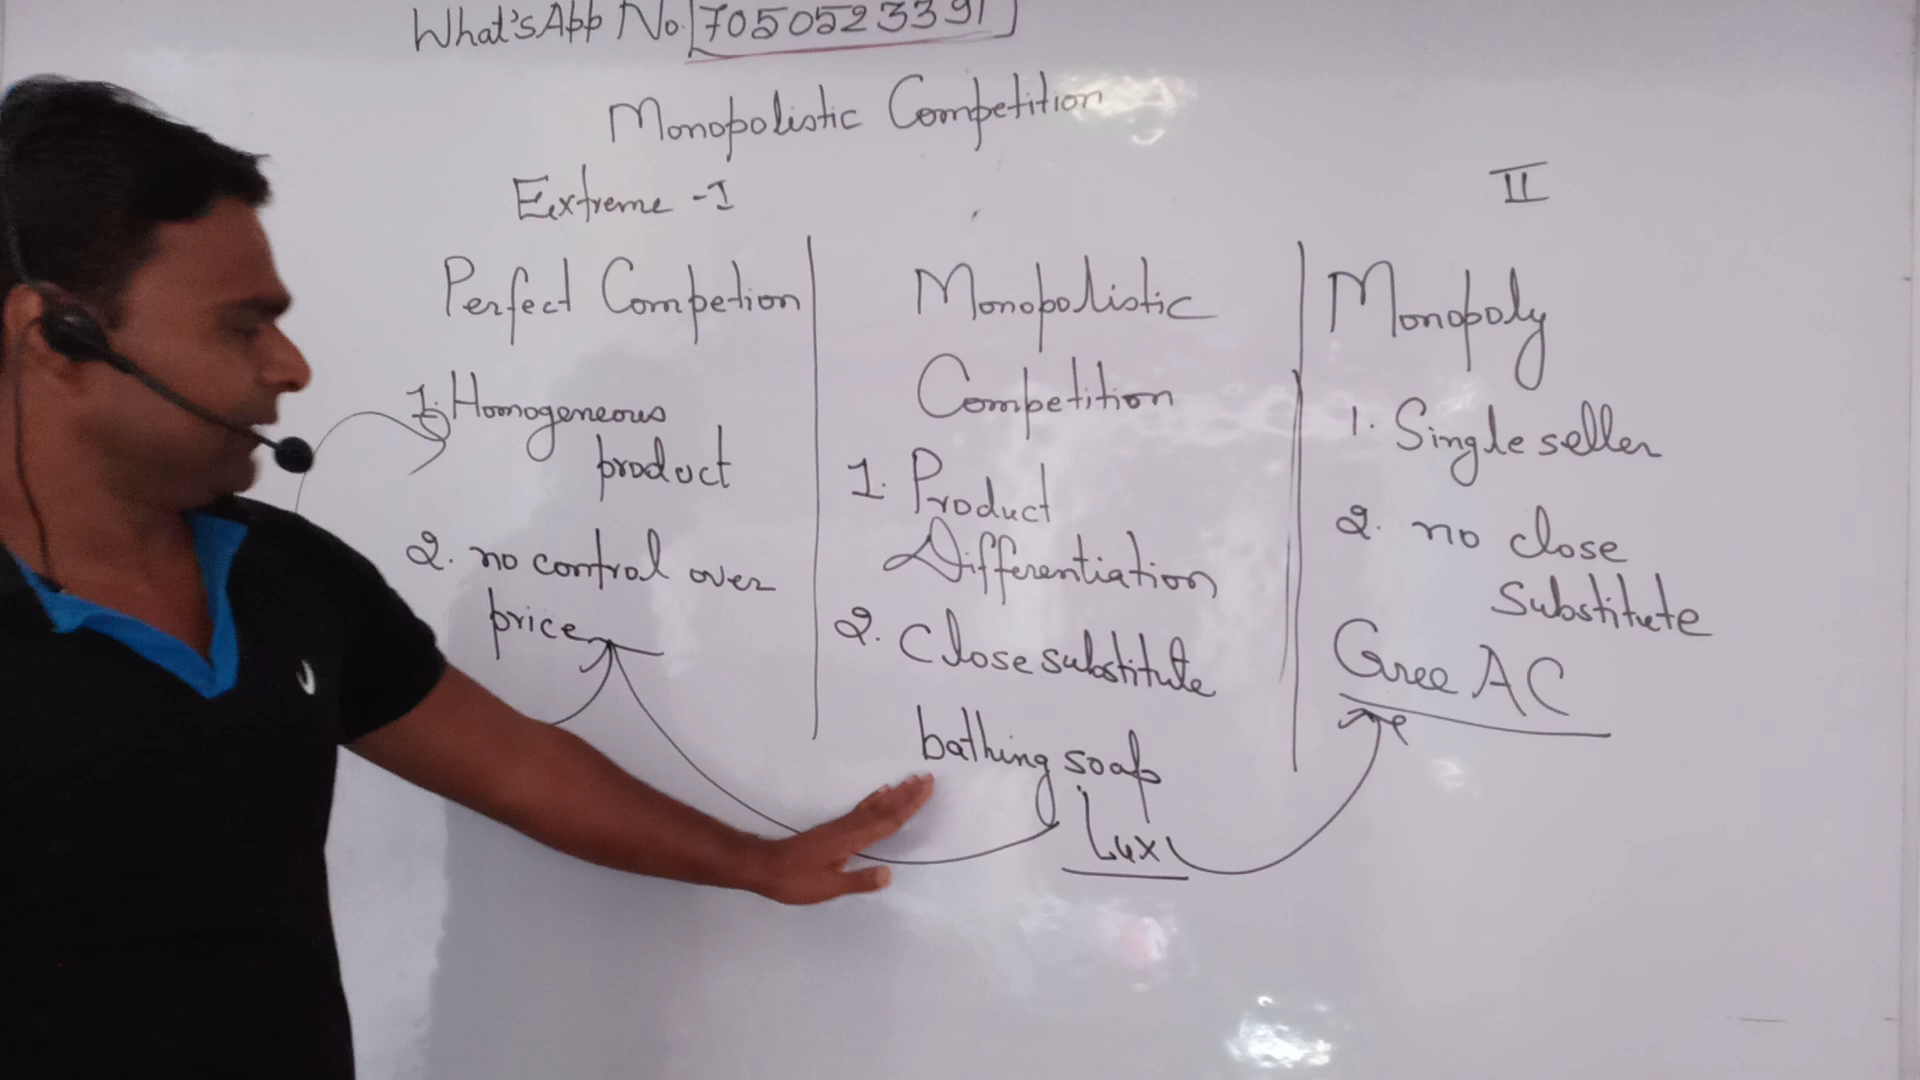 What's App No. 7050523391
Monopolistic Competition
Extreme - I
II
Perfect Competion
1. Homogeneous
product
2. no control over
price
Monopolistic
Competition
1. Product
Differentiation
2. Close substitute
bathing soap
Lux
Monopoly
1. Single seller
2. no close
Substitute
Gree AC